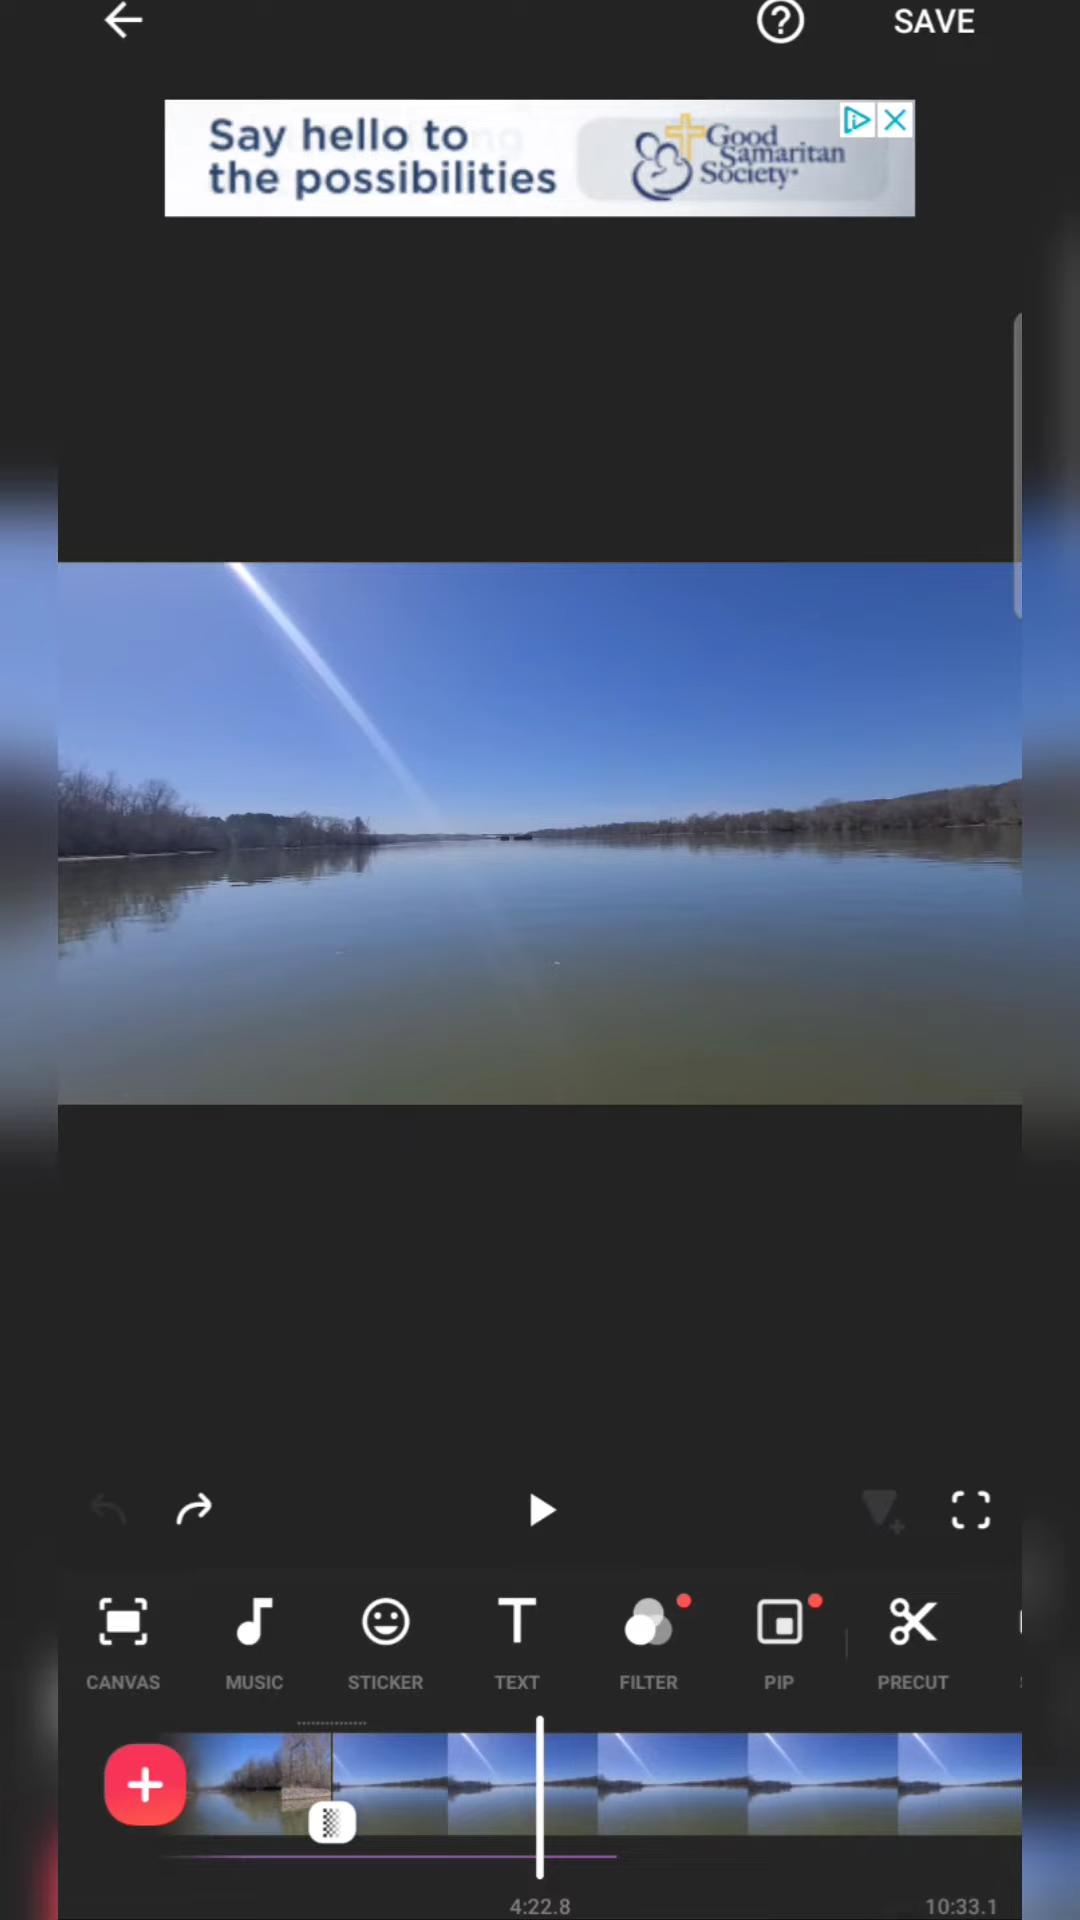 SAVE
Say hello to
the possibilities
Good
Samaritan
Society
CANVAS
MUSIC
STICKER
TEXT
FILTER
PIP
PRECUT
4:22.8
10:33.1